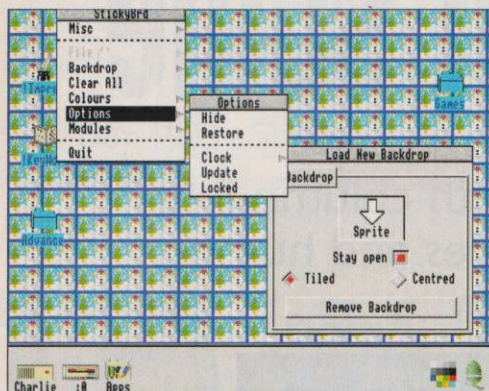 StickyBrd
Misc
File /'
Backdrop
Clear All
Colours
Options
Modules
Quit
Options
Hide
Restore
Clock
Update
Locked
Load New Backdrop
Backdrop
Sprite
Stay open
Tiled
Centred
Remove Backdrop
!Impre
Games
Advance
Charlie
:0
Apps